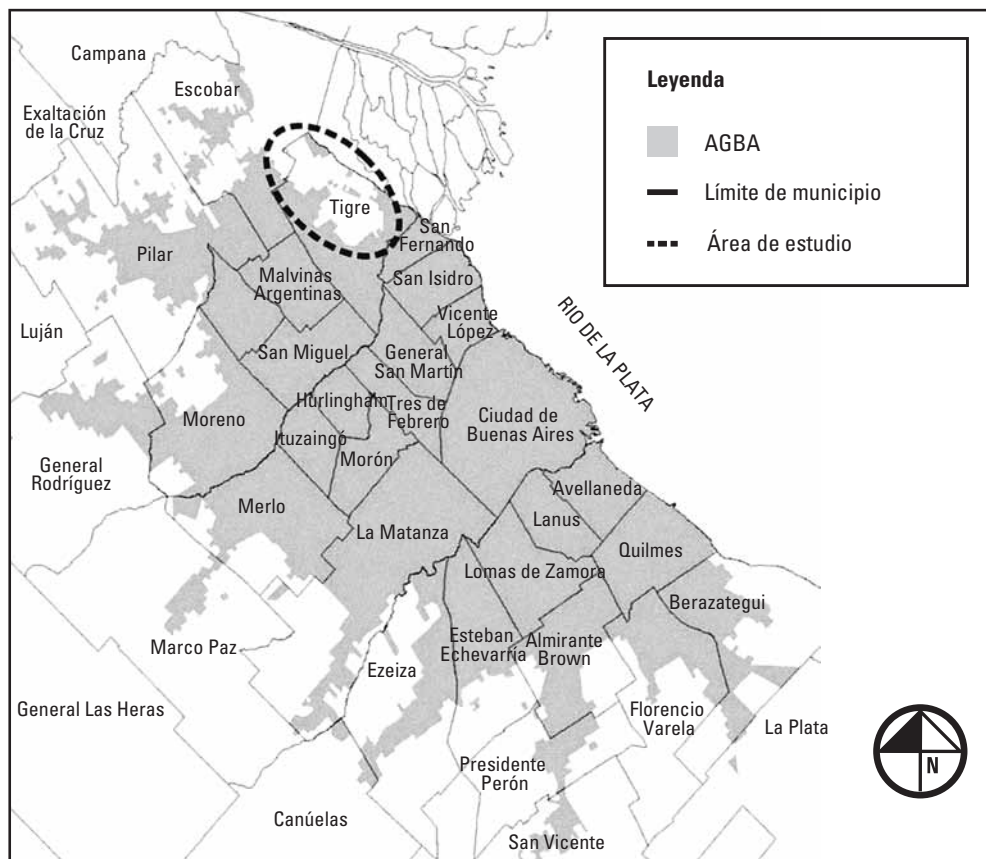 Campana
Escobar
Exaltación
de la Cruz
Tigre
San
Fernando
Pilar
San Isidro
Malvinas
Argentinas
Vicente
López
Luján
San Miguel
General
San Martín
Hurlingham
Tres de
Febrero
Ciudad de
Buenas Aires
Moreno
Ituzaingó
Morón
General
Rodríguez
Merlo
Avellaneda
Lanus
La Matanza
Quilmes
Lomas de Zamora
Berazategui
Marco Paz
Esteban
Echevarría
Almirante
Brown
Ezeiza
General Las Heras
Florencio
Varela
La Plata
Presidente
Perón
Canúelas
San Vicente
RIO DE LA PLATA
Leyenda
AGBA
Límite de municipio
Área de estudio
N